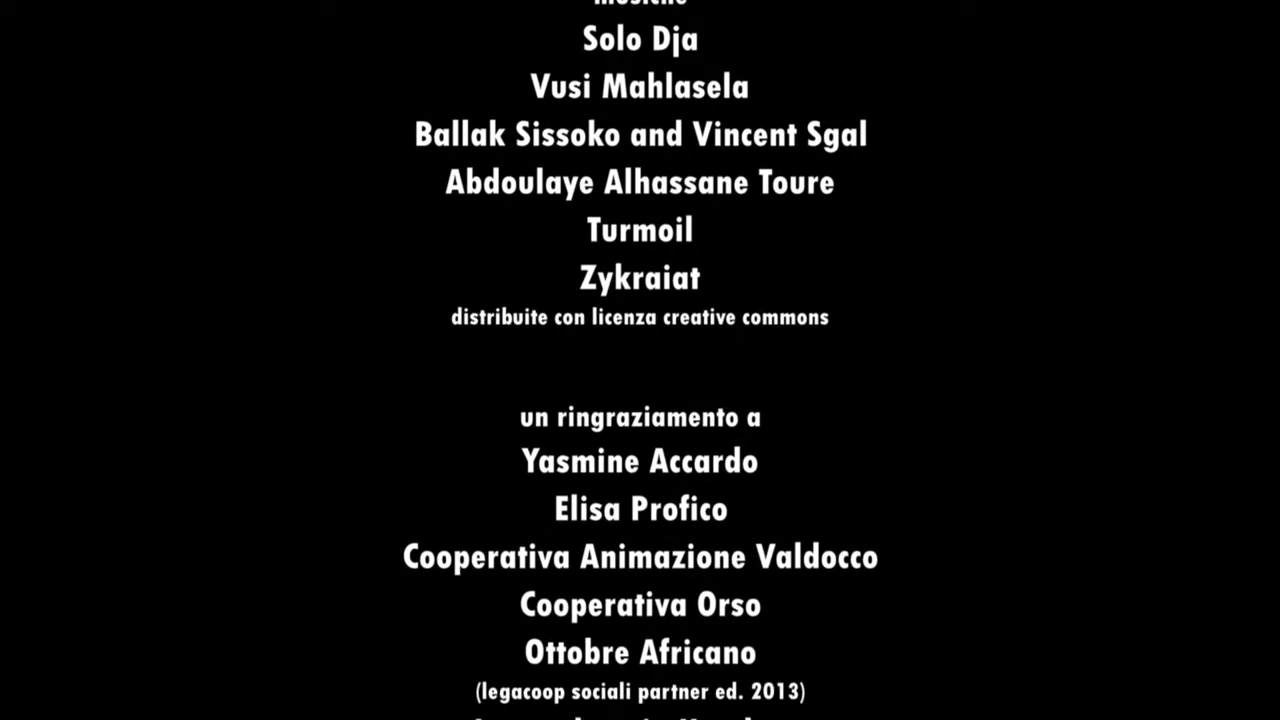 musiche
Solo Dja
Vusi Mahlasela
Ballak Sissoko and Vincent Sgal
Abdoulaye Alhassane Toure
Turmoil
Zykraiat
distribuite con licenza creative commons
un ringraziamento a
Yasmine Accardo
Elisa Profico
Cooperativa Animazione Valdocco
Cooperativa Orso
Ottobre Africano
(legacoop sociali partner ed. 2013)